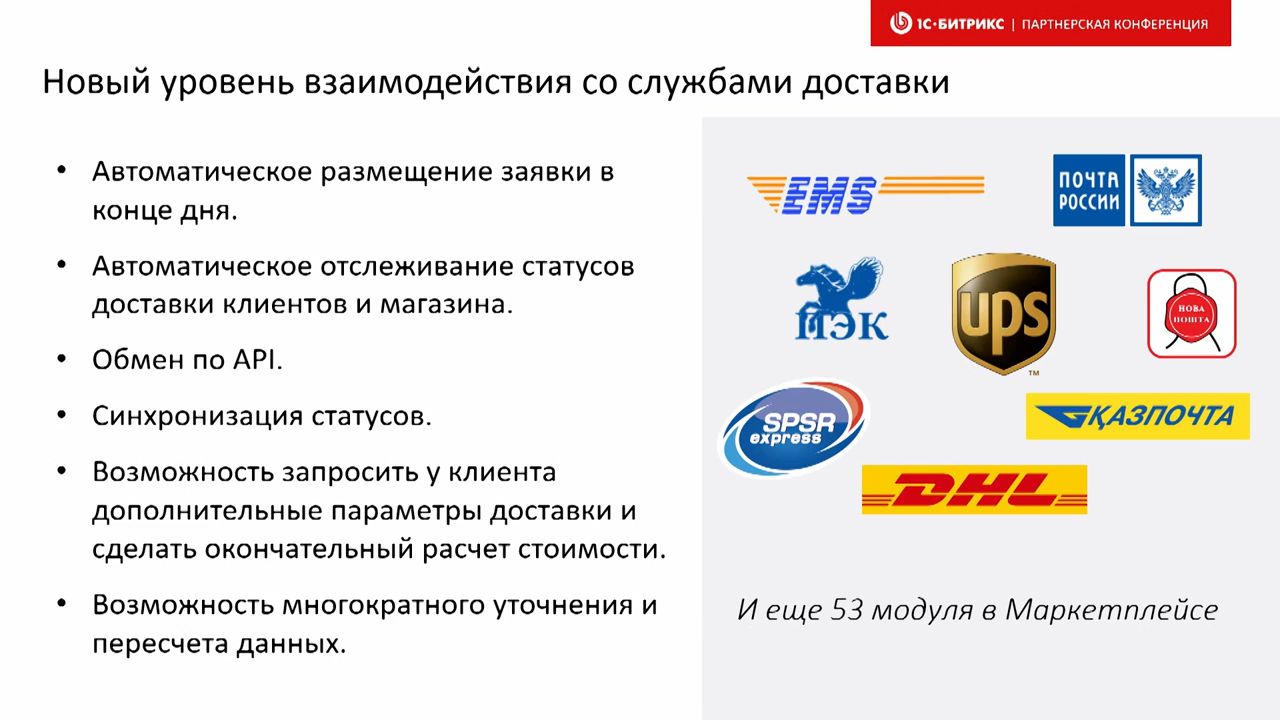 1С·БИТРИКС | ПАРТНЕРСКАЯ КОНФЕРЕНЦИЯ
Новый уровень взаимодействия со службами доставки
• Автоматическое размещение заявки в
конце дня.
• Автоматическое отслеживание статусов
доставки клиентов и магазина.
• Обмен по API.
• Синхронизация статусов.
• Возможность запросить у клиента
дополнительные параметры доставки и
сделать окончательный расчет стоимости.
• Возможность многократного уточнения и
пересчета данных.
EMS
ПОЧТА
РОССИИ
ПЭК
ups
TM
НОВА
ПОШТА
SPSR
express
ҚАЗПОЧТА
DHL
И еще 53 модуля в Маркетплейсе